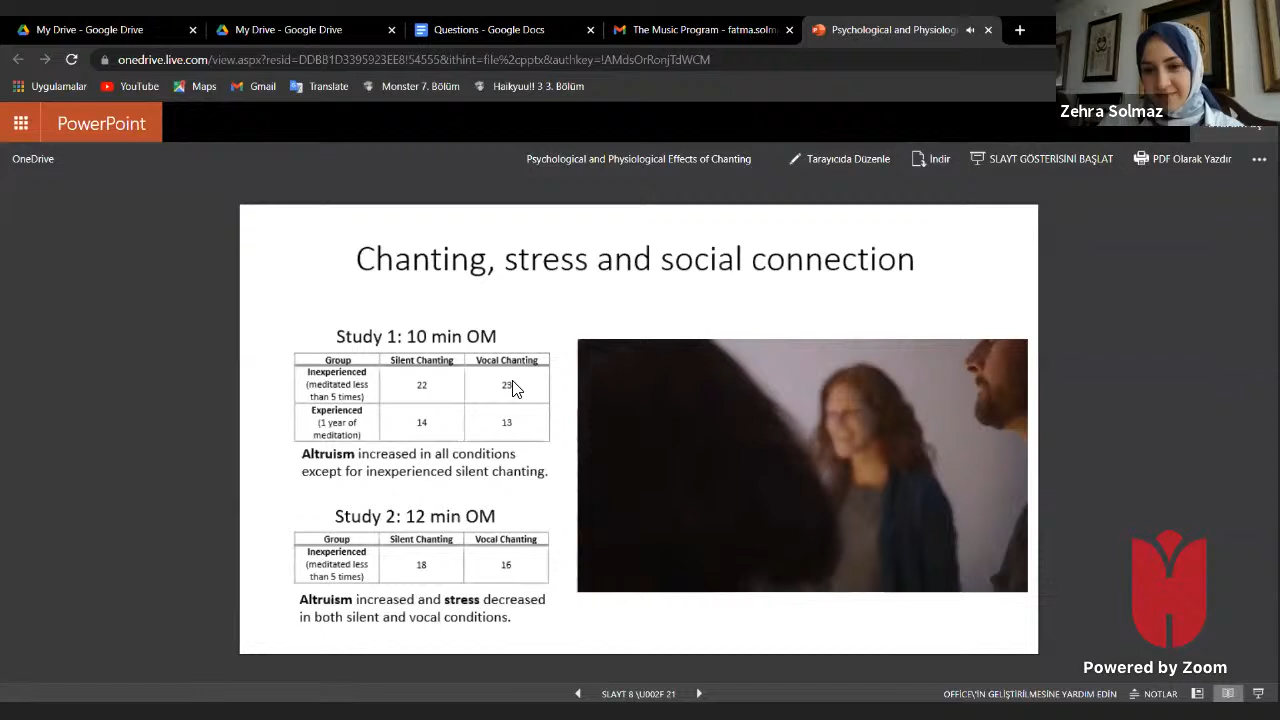 My Drive - Google Drive
My Drive - Google Drive
Questions - Google Docs
The Music Program - fatma.solm
Psychological and Physiolog
onedrive.live.com/view.aspx?resid=DDBB1D3395923EE8!54555&ithint=file%2cpptx&authkey=!AMdsOrRonjTdWCM
Uygulamalar
YouTube
Maps
Gmail
Translate
Monster 7. Bölüm
Haikyuu!! 3 3. Bölüm
Zehra Solmaz
PowerPoint
OneDrive
Psychological and Physiological Effects of Chanting
Tarayıcıda Düzenle
İndir
SLAYT GÖSTERİSİNİ BAŞLAT
PDF Olarak Yazdır
Chanting, stress and social connection
Study 1: 10 min OM
Group Silent Chanting Vocal Chanting
Inexperienced
(meditated less
than 5 times)
22
23
Experienced
(1 year of
meditation)
14
13
Altruism increased in all conditions
except for inexperienced silent chanting.
Study 2: 12 min OM
Group Silent Chanting Vocal Chanting
Inexperienced
(meditated less
than 5 times)
18
16
Altruism increased and stress decreased
in both silent and vocal conditions.
Powered by Zoom
SLAYT 8 \U002F 21
OFFICE\'İN GELİŞTİRİLMESİNE YARDIM EDİN
NOTLAR